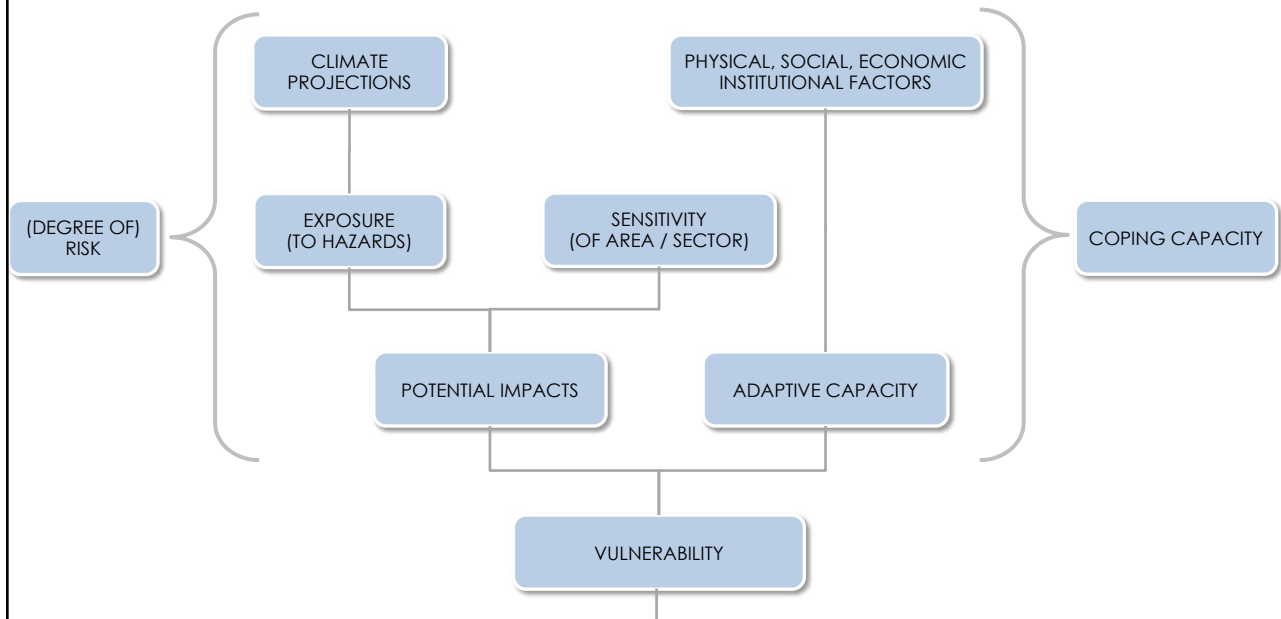 CLIMATE
PROJECTIONS
PHYSICAL, SOCIAL, ECONOMIC
INSTITUTIONAL FACTORS
(DEGREE OF)
RISK
EXPOSURE
(TO HAZARDS)
SENSITIVITY
(OF AREA / SECTOR)
COPING CAPACITY
POTENTIAL IMPACTS
ADAPTIVE CAPACITY
VULNERABILITY